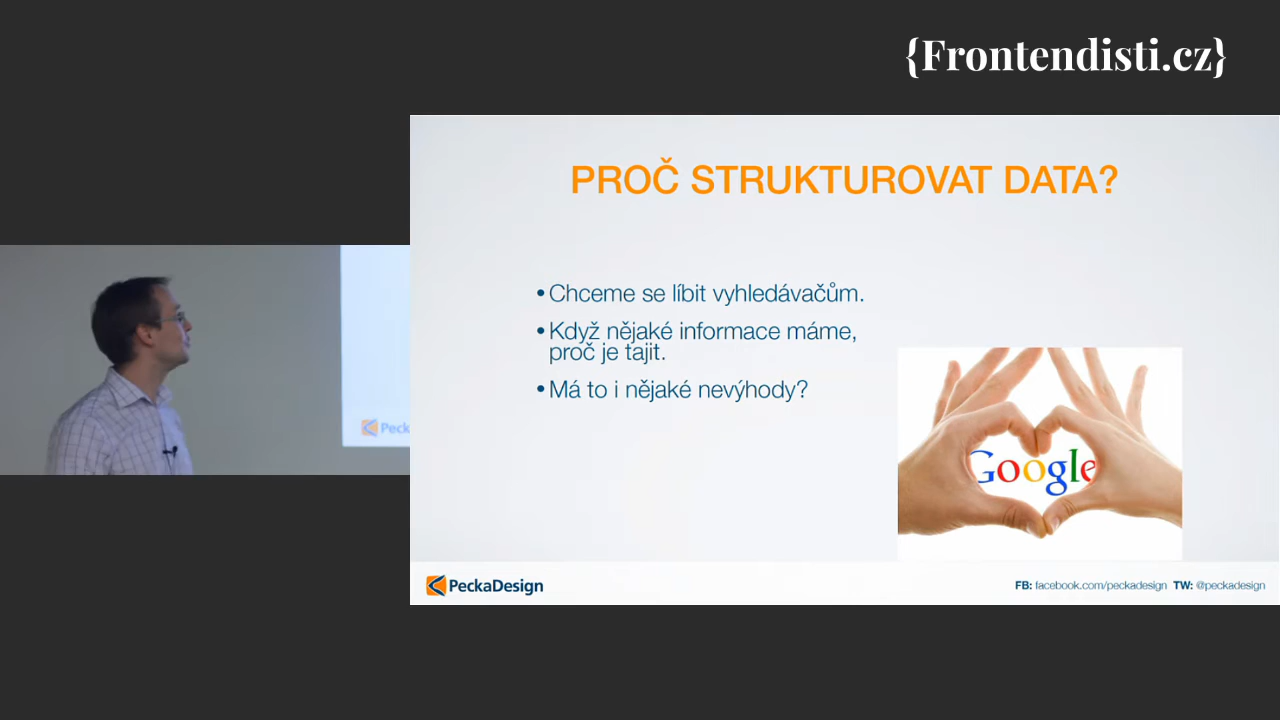 {Frontendisti.cz}
PROČ STRUKTUROVAT DATA?
• Chceme se líbit vyhledávačům.
• Když nějaké informace máme,
proč je tajit.
• Má to i nějaké nevýhody?
Google
Pecka
PeckaDesign
FB: facebook.com/peckadesign TW: @peckadesign